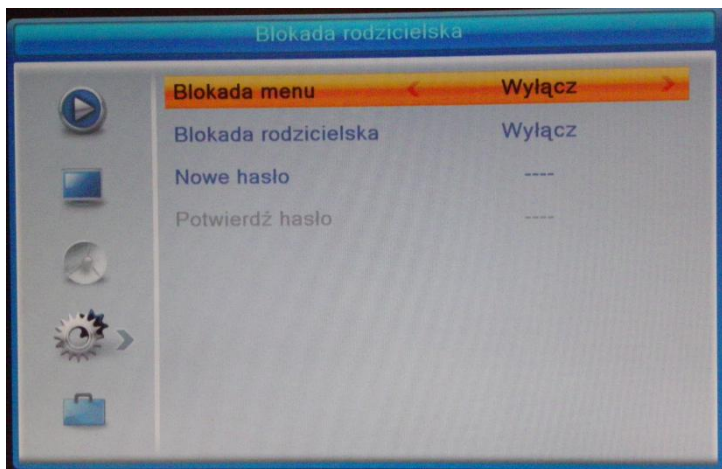 Blokada rodzicielska
Blokada menu < Wyłącz >
Blokada rodzicielska Wyłącz
Nowe hasło ----
Potwierdź hasło ----